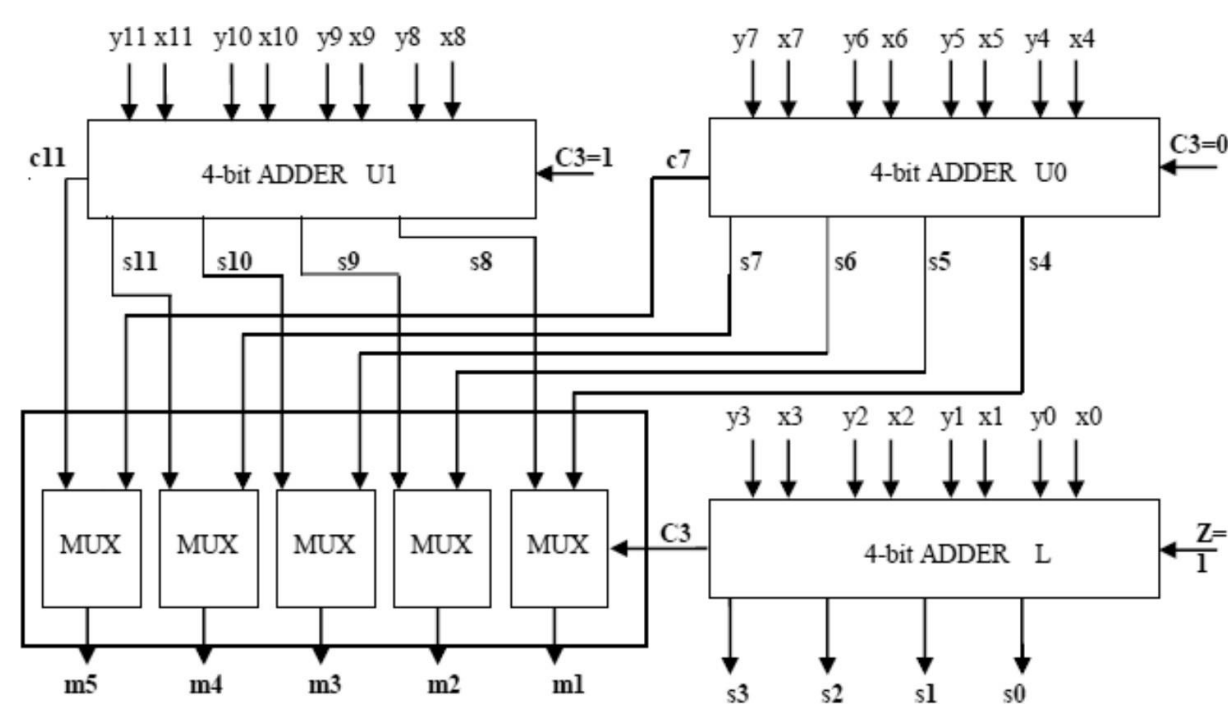 y11 x11 y10 x10 y9 x9 y8 x8
y7 x7 y6 x6 y5 x5 y4 x4
c11
4-bit ADDER U1
C3=1
c7
4-bit ADDER U0
C3=0
s11 s10 s9 s8
s7 s6 s5 s4
y3 x3 y2 x2 y1 x1 y0 x0
MUX MUX MUX MUX MUX
C3
4-bit ADDER L
Z=
1
m5 m4 m3 m2 m1
s3 s2 s1 s0